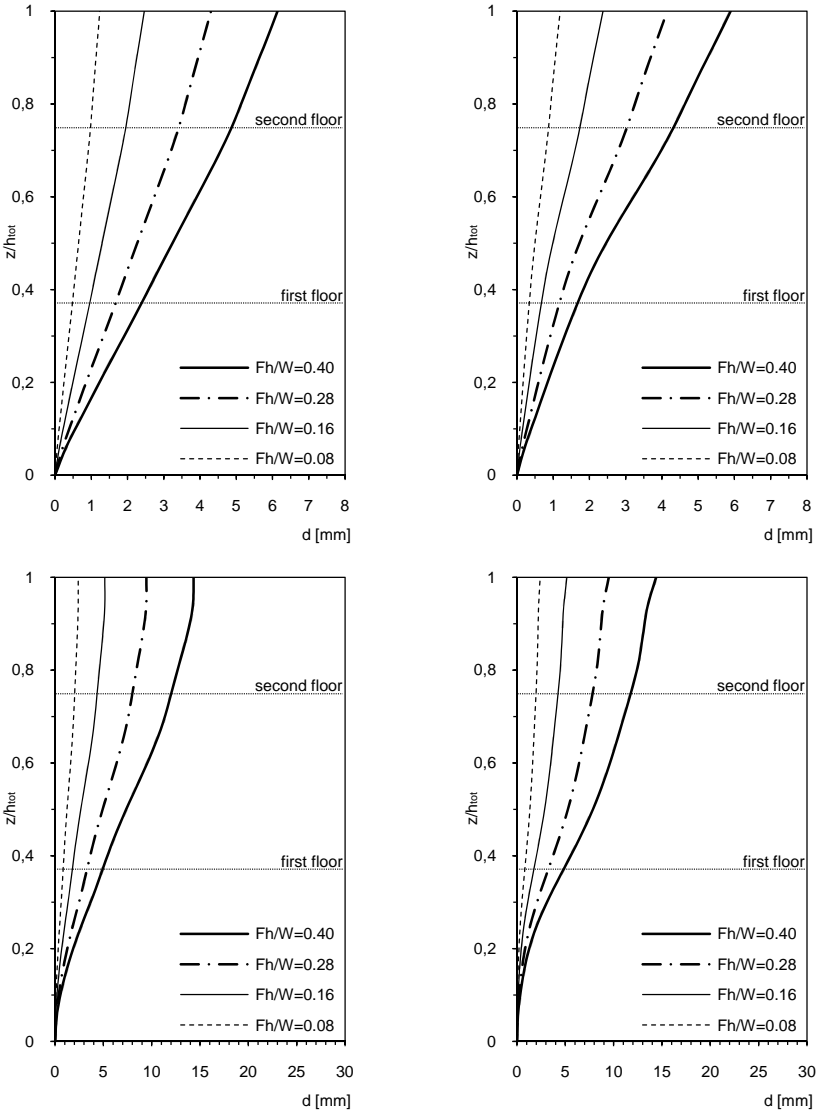 1
0,8
0,6
0,4
0,2
0
z/htot
second floor
first floor
Fh/W=0.40
Fh/W=0.28
Fh/W=0.16
Fh/W=0.08
0 1 2 3 4 5 6 7 8
d [mm]
1
0,8
0,6
0,4
0,2
0
z/htot
second floor
first floor
Fh/W=0.40
Fh/W=0.28
Fh/W=0.16
Fh/W=0.08
0 1 2 3 4 5 6 7 8
d [mm]
1
0,8
0,6
0,4
0,2
0
z/htot
second floor
first floor
Fh/W=0.40
Fh/W=0.28
Fh/W=0.16
Fh/W=0.08
0 5 10 15 20 25 30
d [mm]
1
0,8
0,6
0,4
0,2
0
z/htot
second floor
first floor
Fh/W=0.40
Fh/W=0.28
Fh/W=0.16
Fh/W=0.08
0 5 10 15 20 25 30
d [mm]